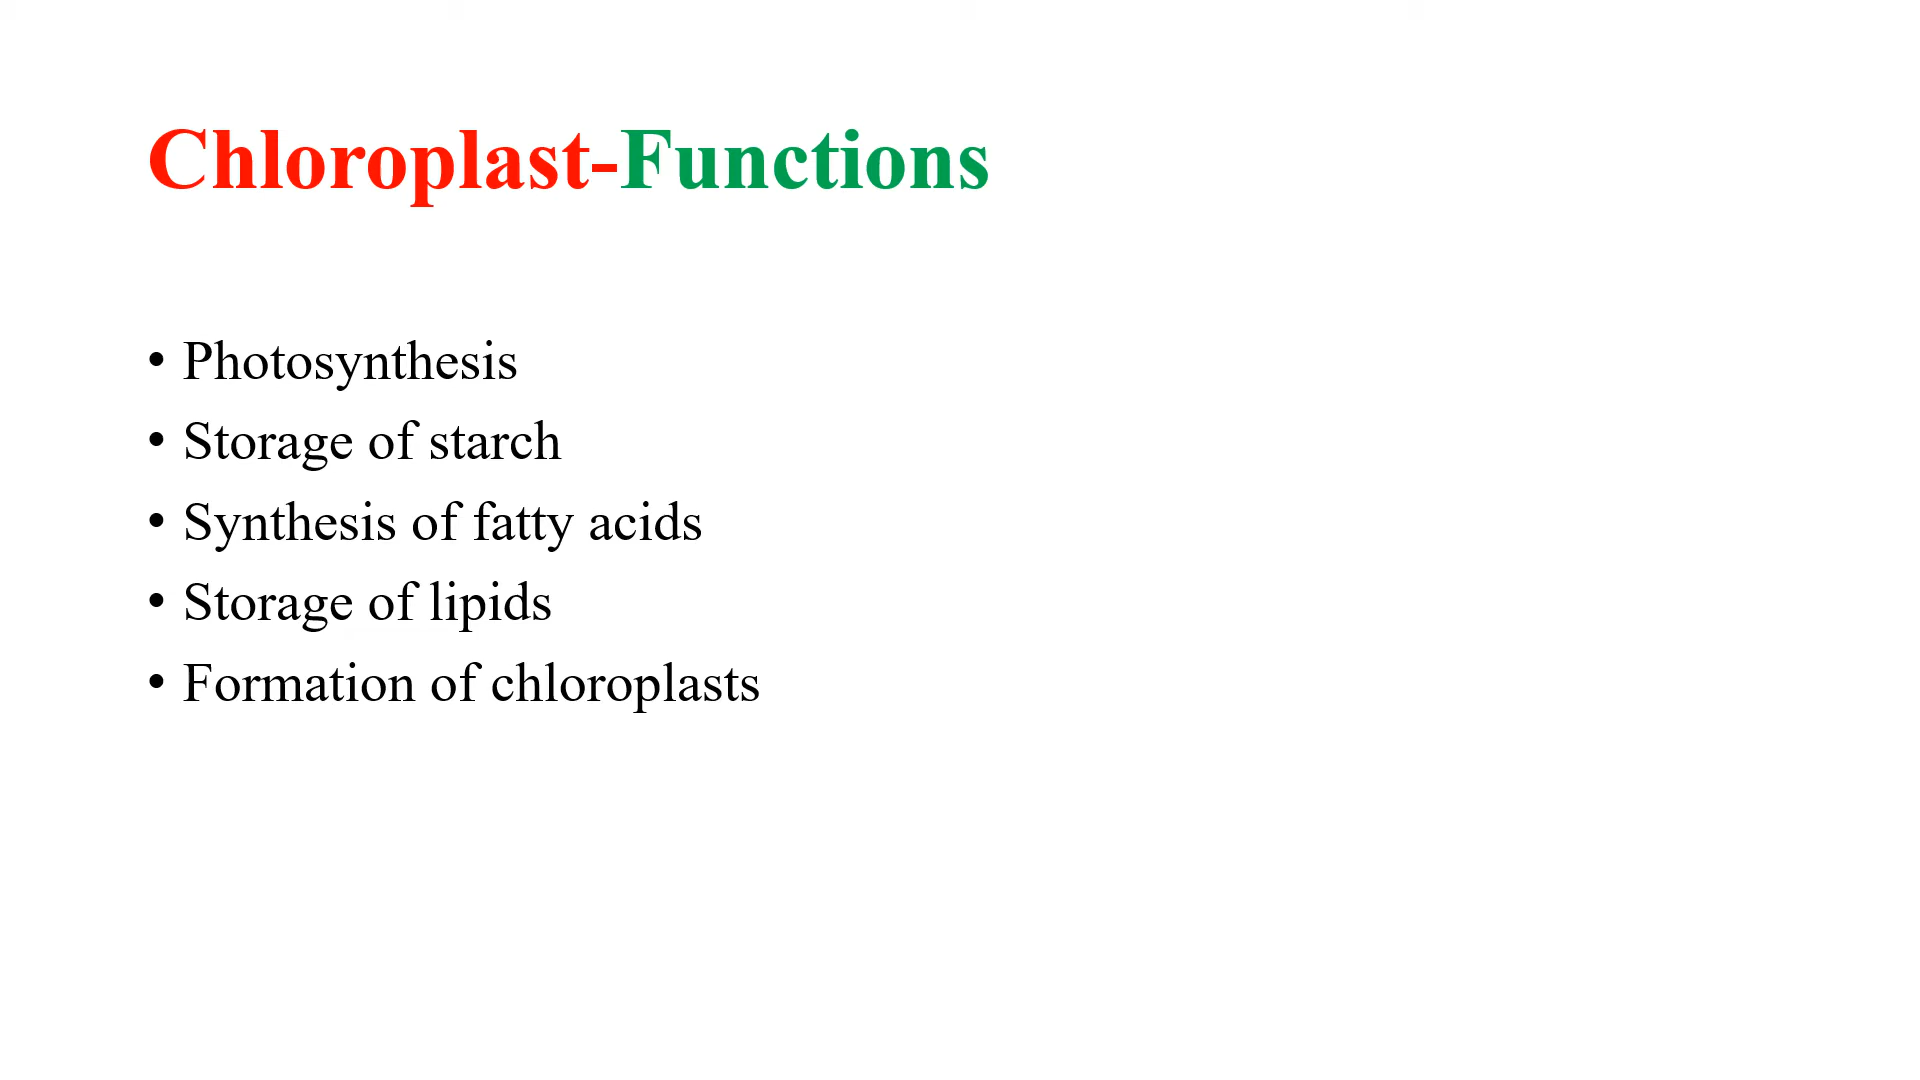 Chloroplast-Functions
• Photosynthesis
• Storage of starch
• Synthesis of fatty acids
• Storage of lipids
• Formation of chloroplasts